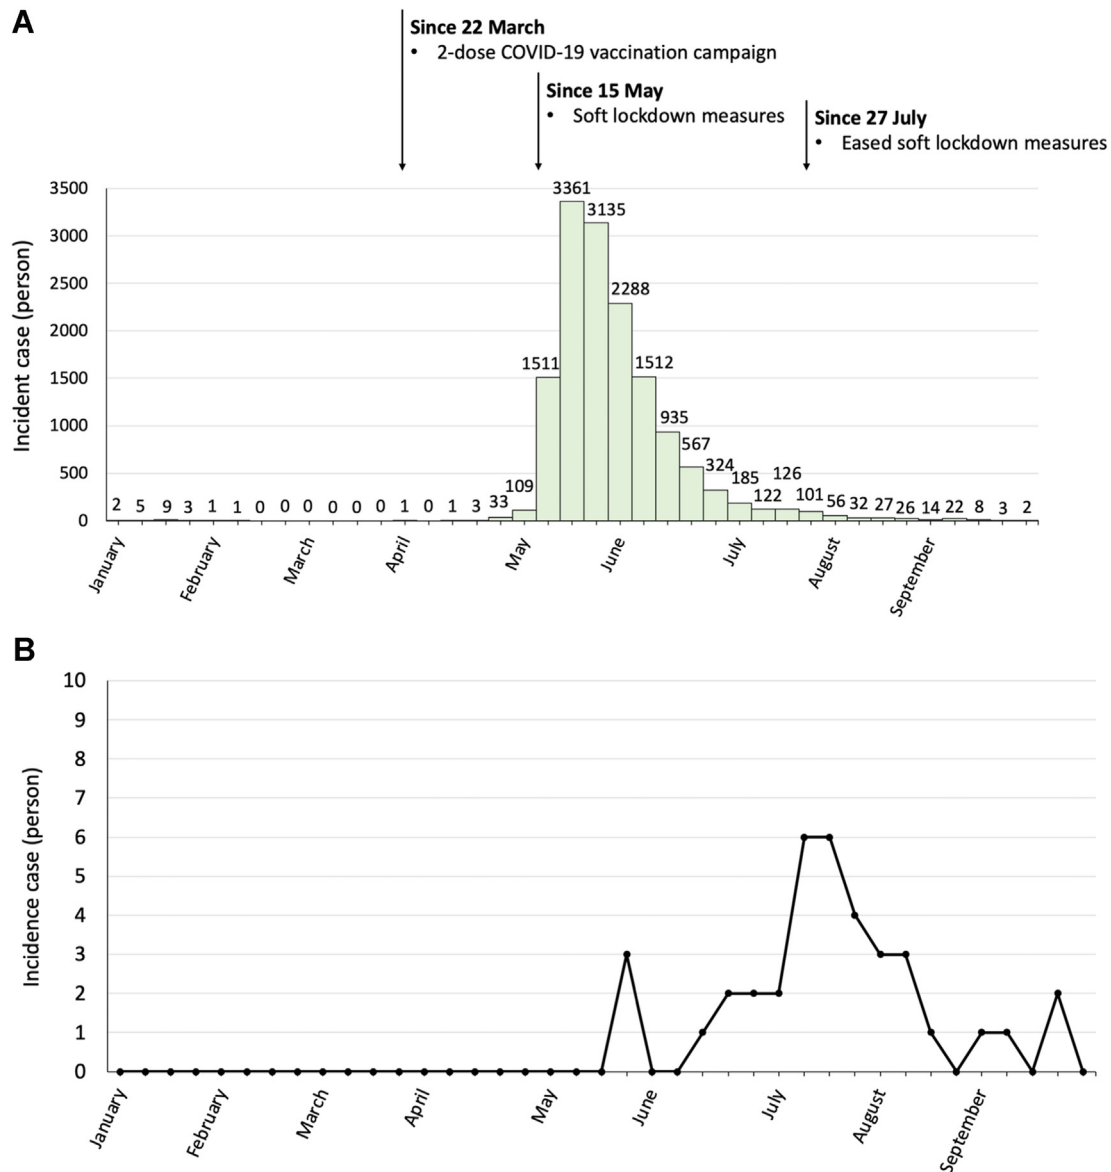 A
Since 22 March
• 2-dose COVID-19 vaccination campaign
Since 15 May
• Soft lockdown measures
Since 27 July
• Eased soft lockdown measures
Incident case (person)
3500
3000
2500
2000
1500
1000
500
0
2 5 9 3 1 1 0 0 0 0 0 0 1 0 1 3 33 109 1511 3361 3135 2288 1512 935 567 324 185 122 126 101 56 32 27 26 14 22 8 3 2
January February March April May June July August September
B
Incidence case (person)
10
9
8
7
6
5
4
3
2
1
0
January February March April May June July August September